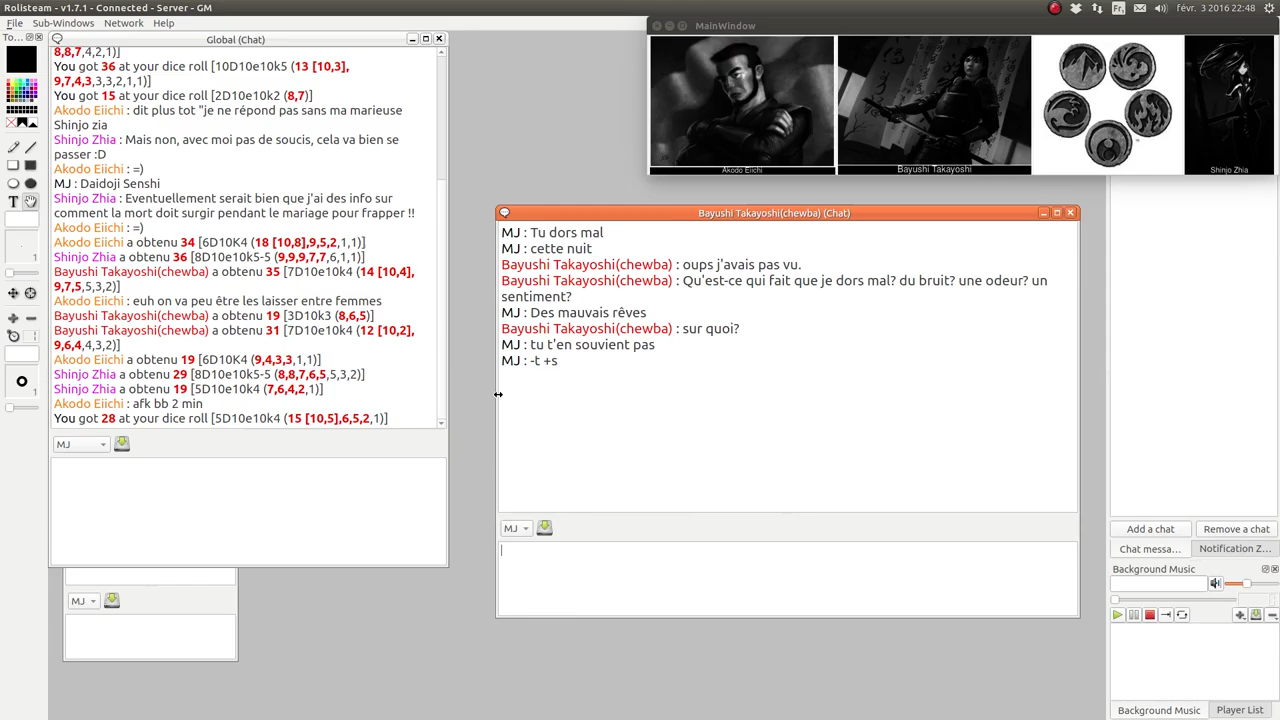 Rolisteam - v1.7.1 - Connected - Server - GM
Fr
févr. 3 2016 22:48
File Sub-Windows Network Help
To...
Global (Chat)
8,8,7,4,2,1)]
You got 36 at your dice roll [10D10e10k5 (13 [10,3],
9,7,4,3,3,3,2,1,1)]
You got 15 at your dice roll [2D10e10k2 (8,7)]
Akodo Eiichi : dit plus tot "je ne répond pas sans ma marieuse
Shinjo zia
Shinjo Zhia : Mais non, avec moi pas de soucis, cela va bien se
passer :D
Akodo Eiichi : =)
MJ : Daidoji Senshi
Shinjo Zhia : Eventuellement serait bien que j'ai des info sur
comment la mort doit surgir pendant le mariage pour frapper !!
Akodo Eiichi : =)
Akodo Eiichi a obtenu 34 [6D10K4 (18 [10,8],9,5,2,1,1)]
Shinjo Zhia a obtenu 36 [8D10e10k5-5 (9,9,9,7,7,6,1,1)]
Bayushi Takayoshi(chewba) a obtenu 35 [7D10e10k4 (14 [10,4],
9,7,5,5,3,2)]
Akodo Eiichi : euh on va peu être les laisser entre femmes
Bayushi Takayoshi(chewba) a obtenu 19 [3D10k3 (8,6,5)]
Bayushi Takayoshi(chewba) a obtenu 31 [7D10e10k4 (12 [10,2],
9,6,4,4,3,2)]
Akodo Eiichi a obtenu 19 [6D10K4 (9,4,3,3,1,1)]
Shinjo Zhia a obtenu 29 [8D10e10k5-5 (8,8,7,6,5,5,3,2)]
Shinjo Zhia a obtenu 19 [5D10e10k4 (7,6,4,2,1)]
Akodo Eiichi : afk bb 2 min
You got 28 at your dice roll [5D10e10k4 (15 [10,5],6,5,2,1)]
MJ
MJ
T
1
1
MainWindow
Akodo Eiichi
Bayushi Takayoshi
Shinjo Zhia
Bayushi Takayoshi(chewba) (Chat)
MJ : Tu dors mal
MJ : cette nuit
Bayushi Takayoshi(chewba) : oups j'avais pas vu.
Bayushi Takayoshi(chewba) : Qu'est-ce qui fait que je dors mal? du bruit? une odeur? un
sentiment?
MJ : Des mauvais rêves
Bayushi Takayoshi(chewba) : sur quoi?
MJ : tu t'en souvient pas
MJ : -t +s
MJ
Add a chat
Remove a chat
Chat messa...
Notification Z...
Background Music
Background Music
Player List